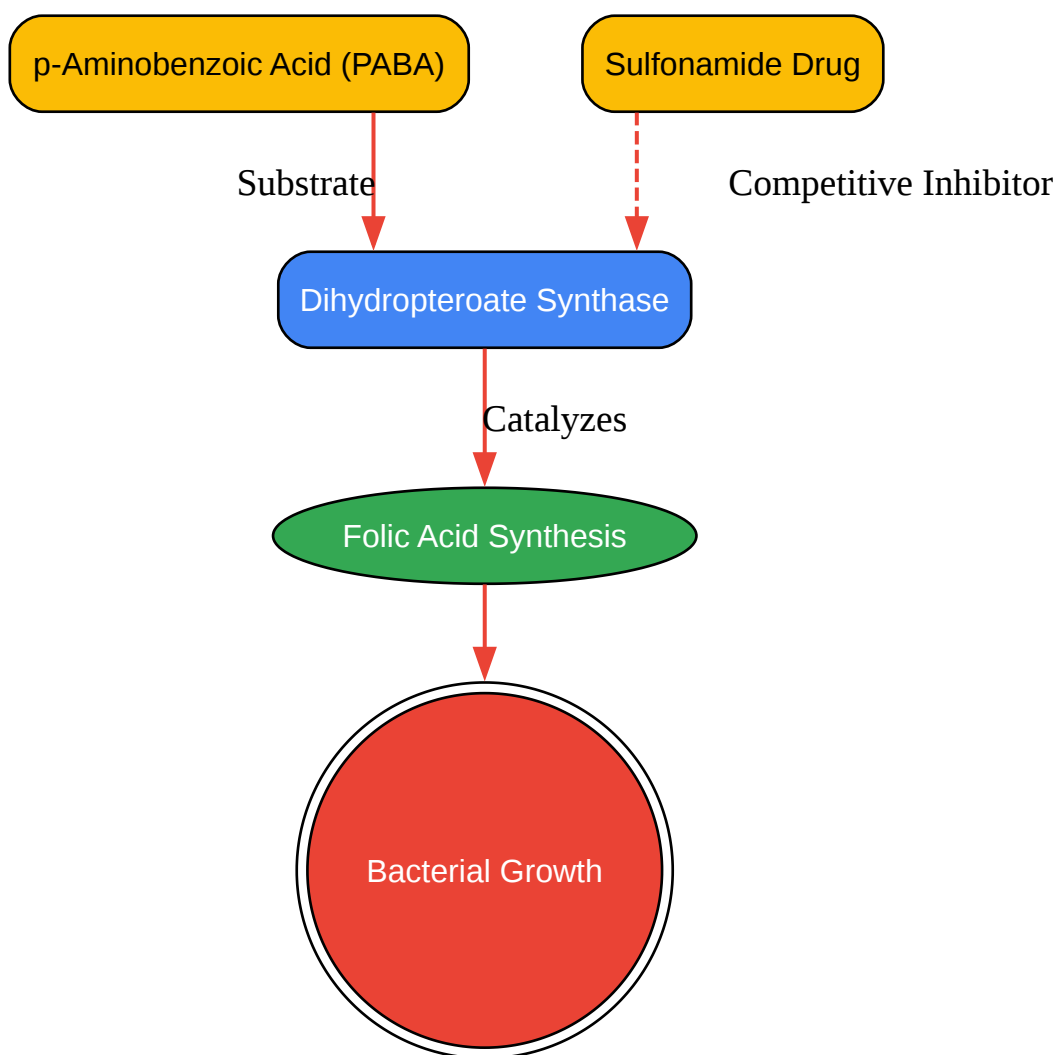 p-Aminobenzoic Acid (PABA)
Sulfonamide Drug
Substrate
Competitive Inhibitor
Dihydropteroate Synthase
Catalyzes
Folic Acid Synthesis
Bacterial Growth